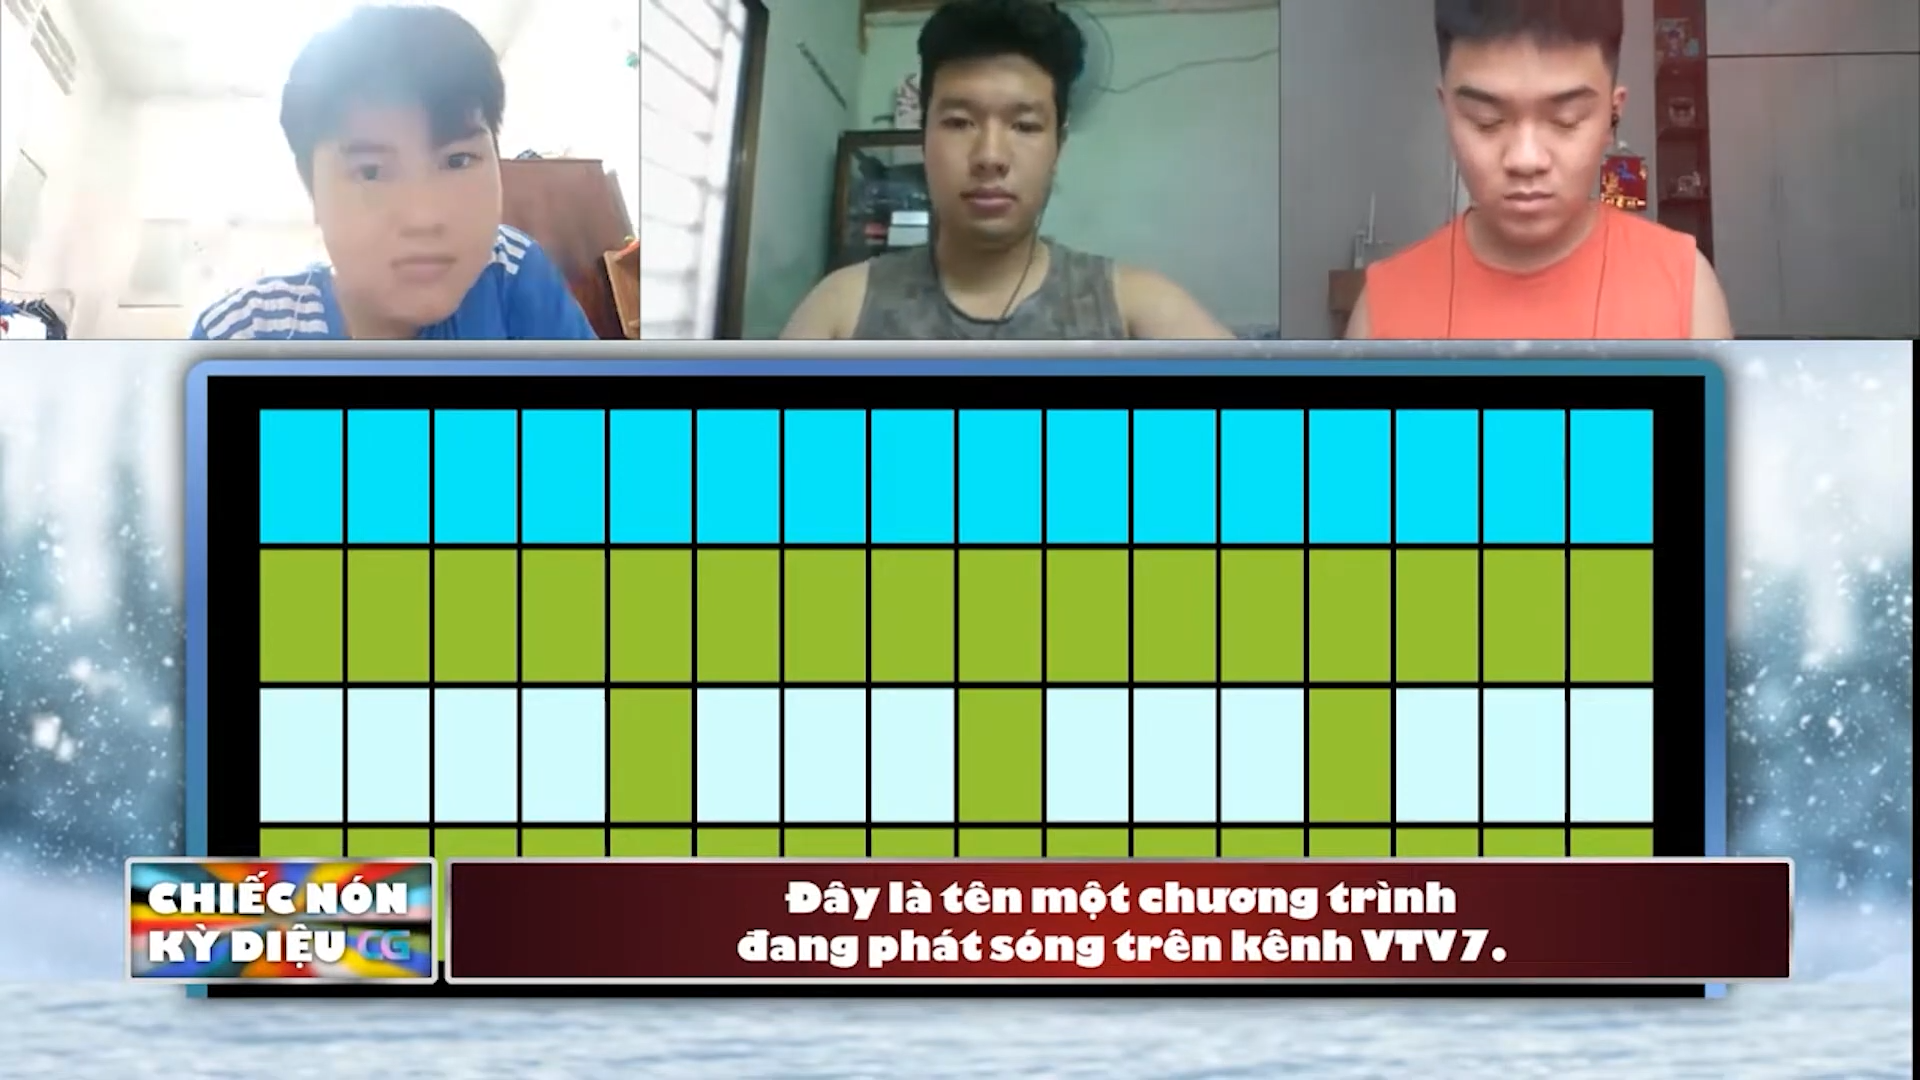 CHIẾC NÓN
KỲ DIỆU CG
Đây là tên một chương trình
đang phát sóng trên kênh VTV7.